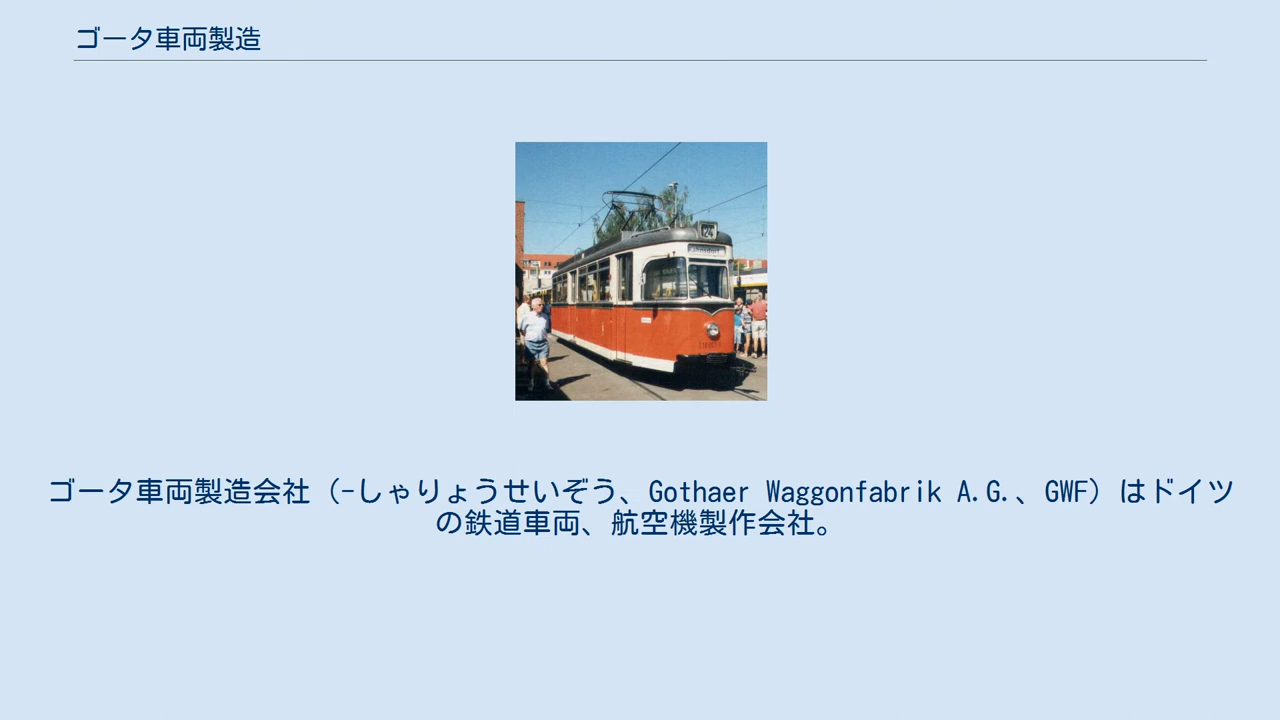 ゴータ車両製造
24
ゴータ車両製造会社（-しゃりょうせいぞう、Gothaer Waggonfabrik A.G.、GWF）はドイツ
の鉄道車両、航空機製作会社。